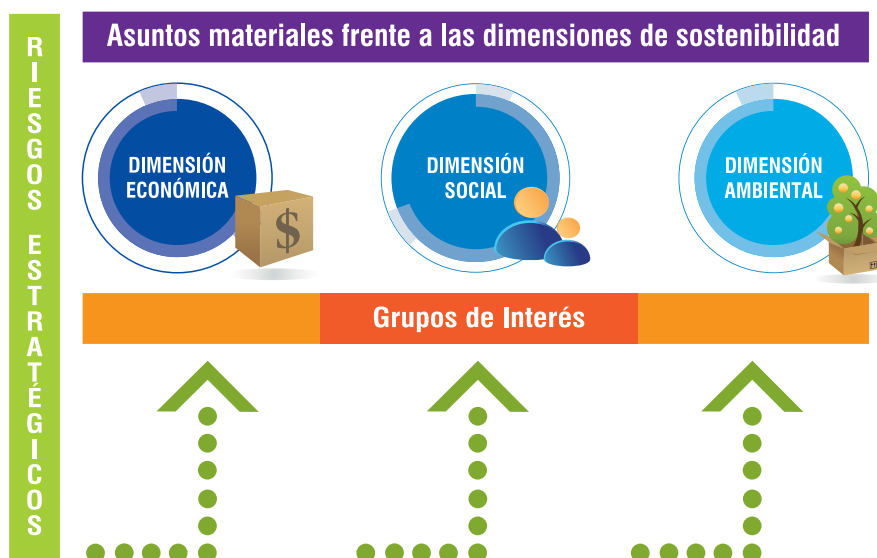 RIESGOS ESTRATÉGICOS
Asuntos materiales frente a las dimensiones de sostenibilidad
DIMENSIÓN
ECONÓMICA
$
DIMENSIÓN
SOCIAL
DIMENSIÓN
AMBIENTAL
Grupos de Interés